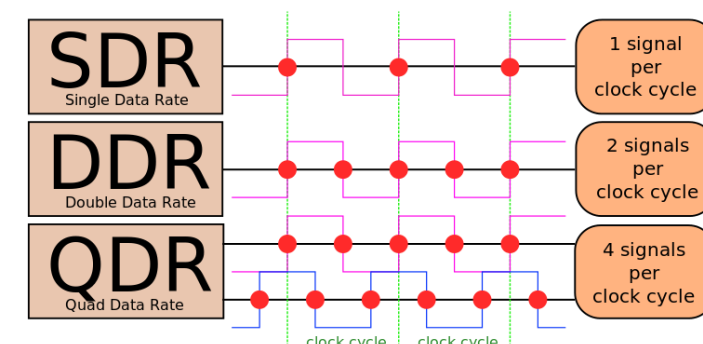 SDR
Single Data Rate
1 signal
per
clock cycle
DDR
Double Data Rate
2 signals
per
clock cycle
QDR
Quad Data Rate
4 signals
per
clock cycle
clock cycle clock cycle